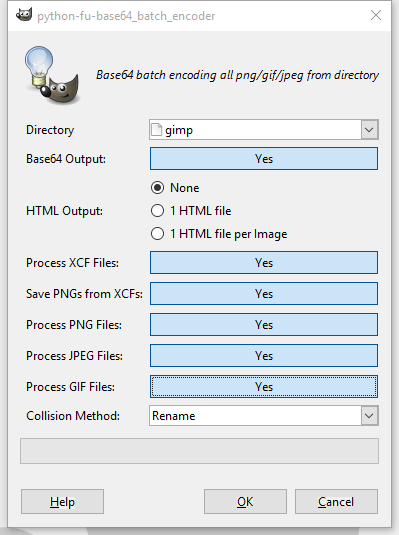 python-fu-base64_batch_encoder
Base64 batch encoding all png/gif/jpeg from directory
Directory
gimp
Base64 Output:
Yes
None
HTML Output:
1 HTML file
1 HTML file per Image
Process XCF Files:
Yes
Save PNGs from XCFs:
Yes
Process PNG Files:
Yes
Process JPEG Files:
Yes
Process GIF Files:
Yes
Collision Method:
Rename
Help
OK
Cancel